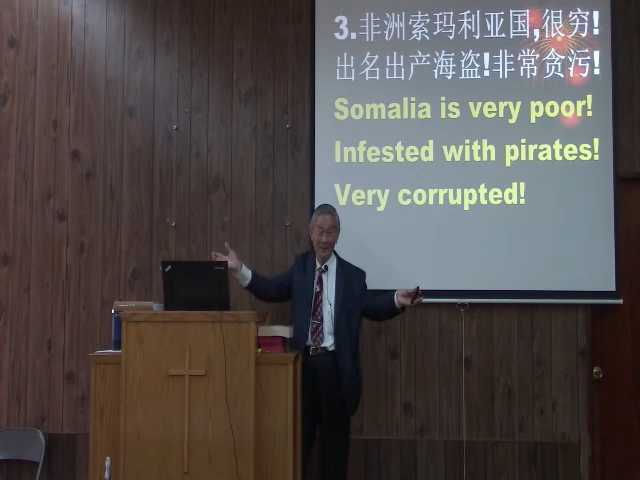 3.非洲索玛利亚国,很穷!
出名出产海盗!非常贪污!
Somalia is very poor!
Infested with pirates!
Very corrupted!